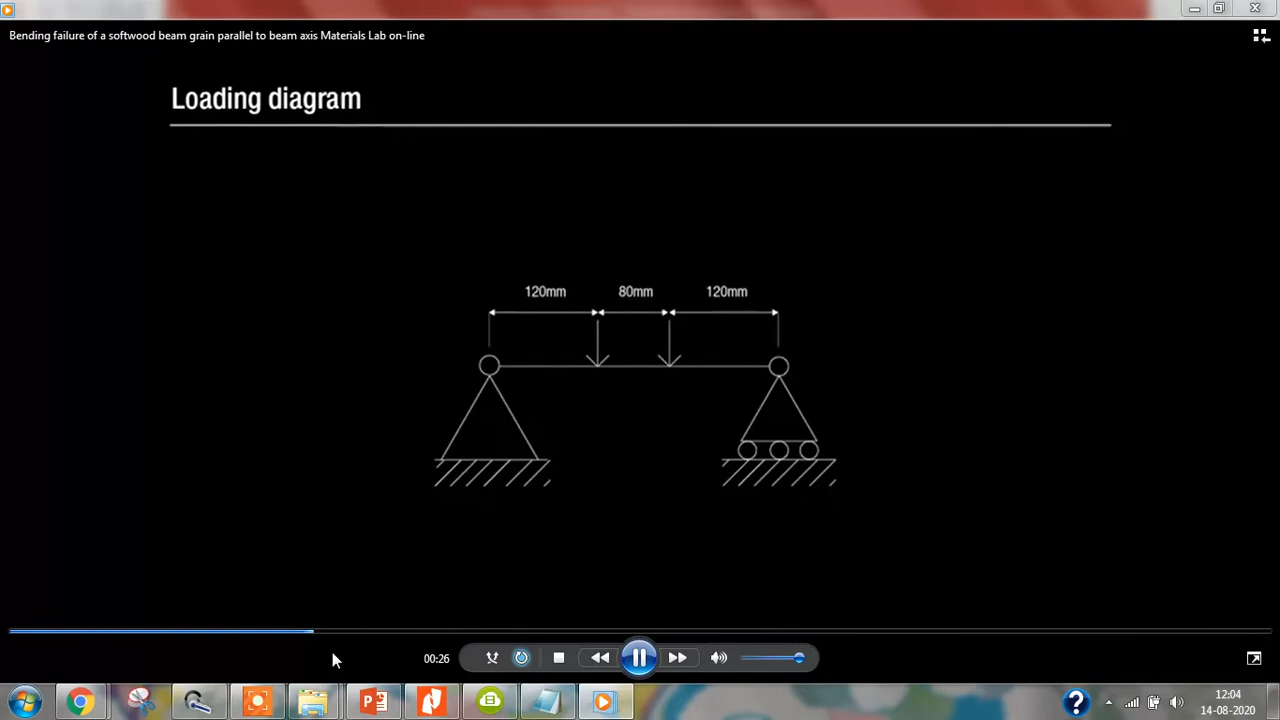 Bending failure of a softwood beam grain parallel to beam axis Materials Lab on-line
Loading diagram
120mm 80mm 120mm
00:26
12:04
14-08-2020